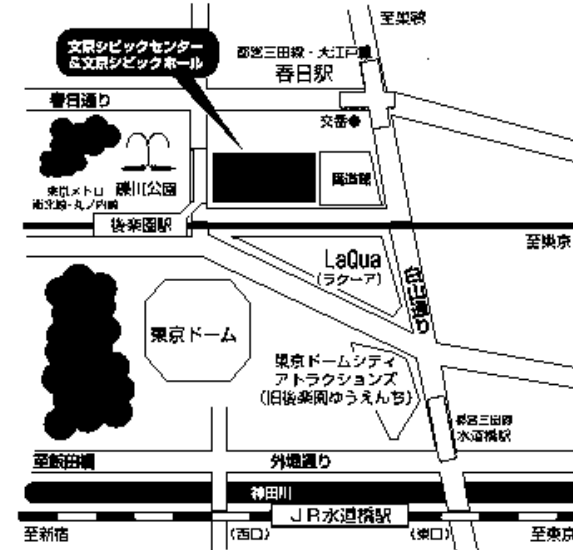 至巣鴨
文京シビックセンター
&文京シビックホール
都営三田線・大江戸線
春日駅
春日通り
交番
礫川公園
東京メトロ
南北線・丸ノ内線
後楽園駅
至東京
LaQua
(ラクーア)
白山通り
東京ドーム
東京ドームシティ
アトラクションズ
(旧後楽園ゆうえんち)
都営三田線
水道橋駅
至飯田橋
外堀通り
神田川
JR水道橋駅
至新宿
(西口)
(東口)
至東京